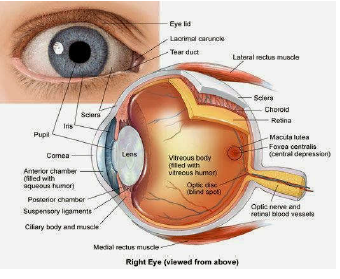 Eye lid
Lacrimal caruncle
Tear duct
Lateral rectus muscle
Sclera
Iris
Pupil
Sclera
Choroid
Retina
Cornea
Lens
Macula lutea
Fovea centralis
(central depression)
Vitreous body
(filled with
vitreous humor)
Anterior chamber
(filled with
aqueous humor)
Optic disc
(blind spot)
Posterior chamber
Suspensory ligaments
Optic nerve and
retinal blood vessels
Ciliary body and muscle
Medial rectus muscle
Right Eye (viewed from above)